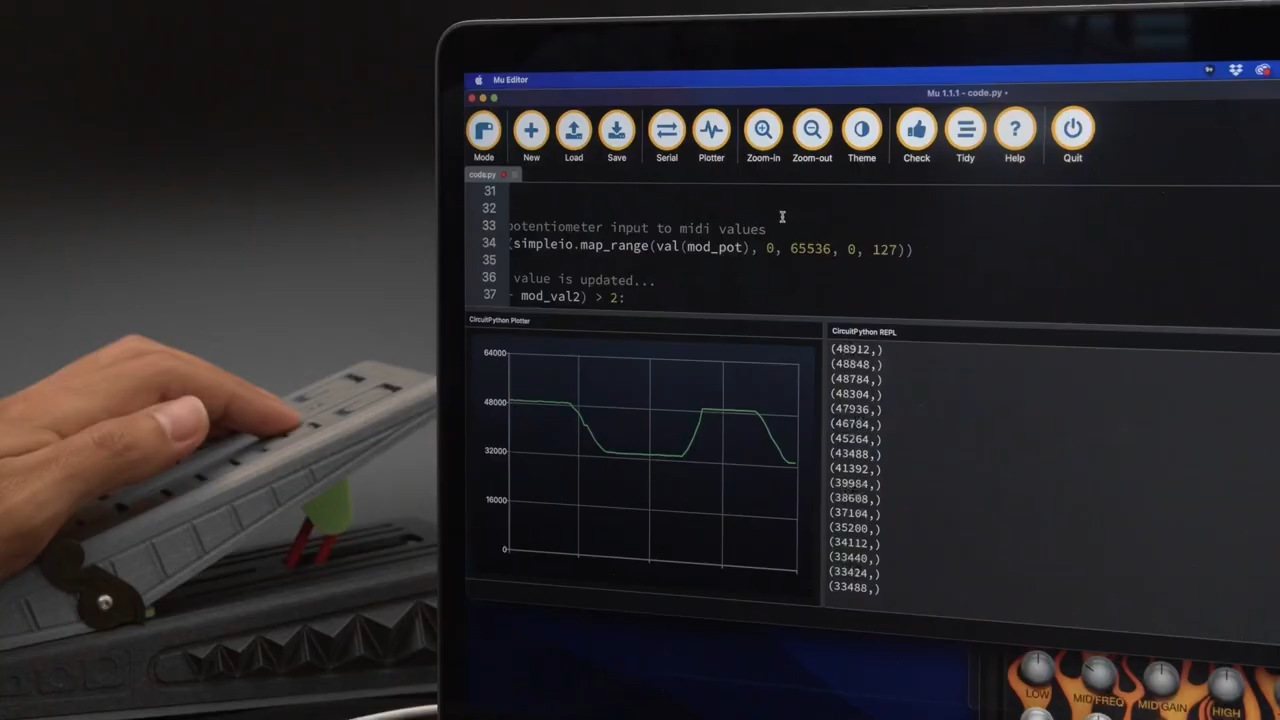 Mu Editor
Mu 1.1.1 - code.py •
Mode New Load Save Serial Plotter Zoom-in Zoom-out Theme Check Tidy Help Quit
code.py
31
32
33 potentiometer input to midi values
34 (simpleio.map_range(val(mod_pot), 0, 65536, 0, 127))
35
36 value is updated...
37 - mod_val2) > 2:
CircuitPython Plotter
64000
48000
32000
16000
0
CircuitPython REPL
(48912,)
(48848,)
(48784,)
(48304,)
(47936,)
(46784,)
(45264,)
(43488,)
(41392,)
(39984,)
(38608,)
(37104,)
(35200,)
(34112,)
(33440,)
(33424,)
(33488,)
LOW MID FREQ MID GAIN HIGH